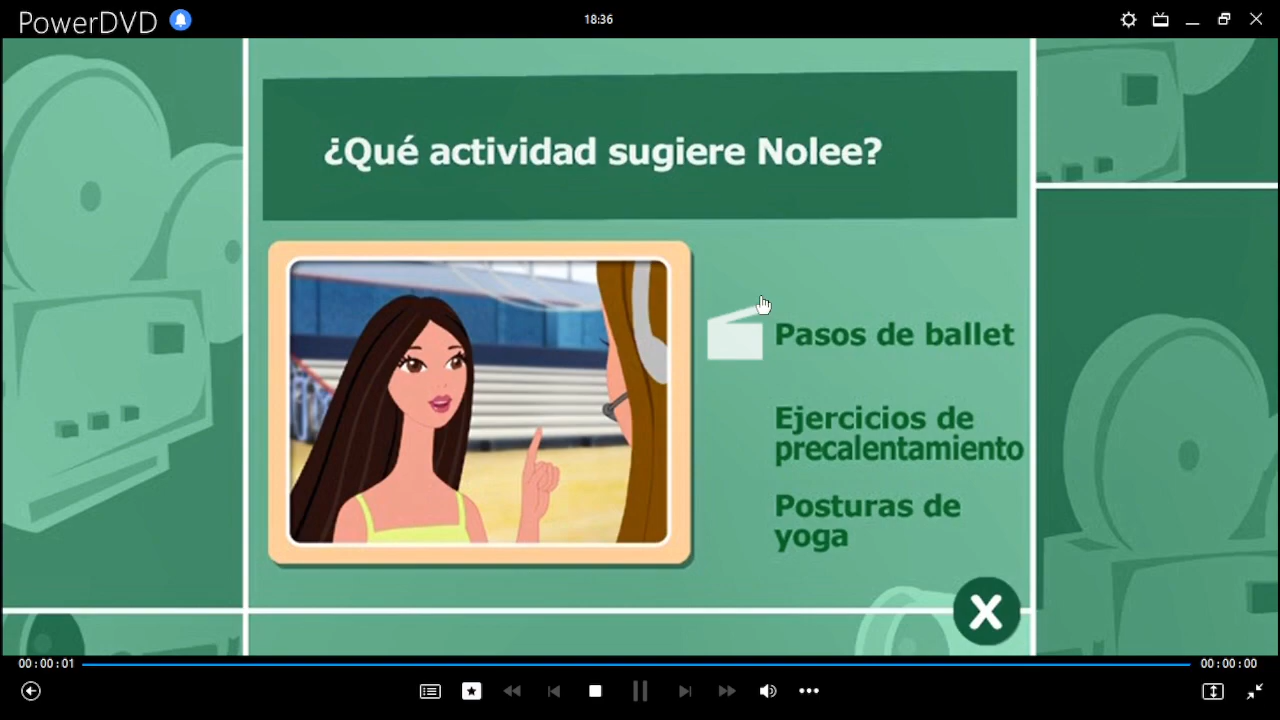 PowerDVD
18:36
¿Qué actividad sugiere Nolee?
Pasos de ballet
Ejercicios de
precalentamiento
Posturas de
yoga
X
00:00:01
00:00:00